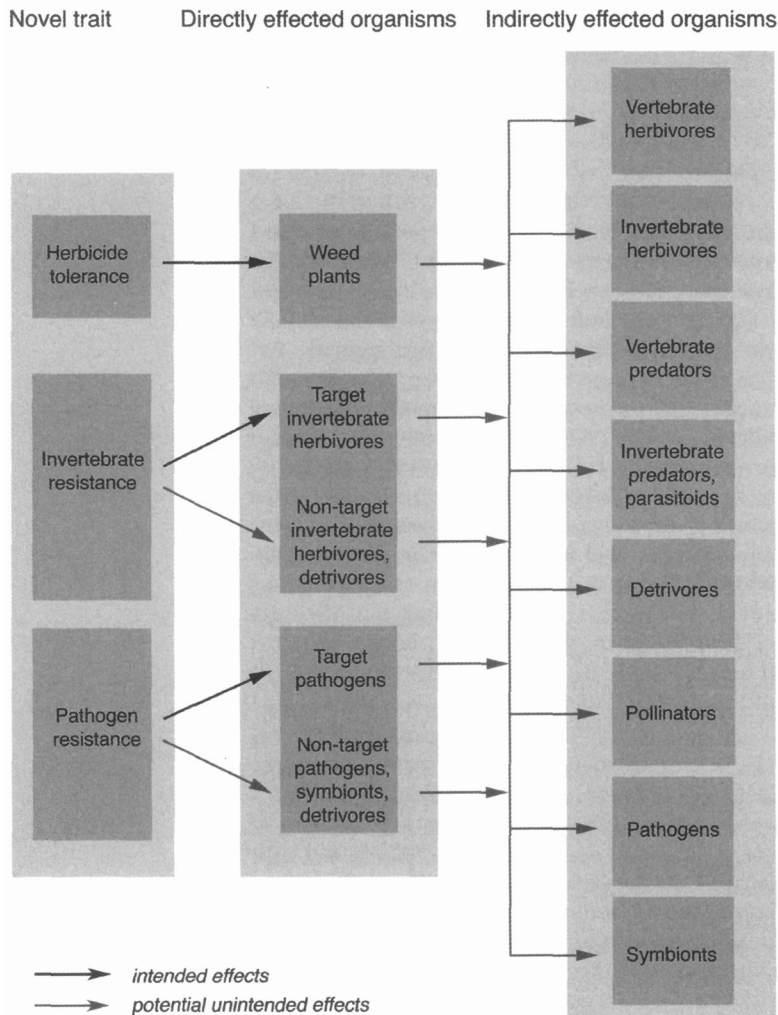 Novel trait
Directly effected organisms
Indirectly effected organisms
Herbicide
tolerance
Invertebrate
resistance
Pathogen
resistance
Weed
plants
Target
invertebrate
herbivores
Non-target
invertebrate
herbivores,
detrivores
Target
pathogens
Non-target
pathogens,
symbionts,
detrivores
Vertebrate
herbivores
Invertebrate
herbivores
Vertebrate
predators
Invertebrate
predators,
parasitoids
Detrivores
Pollinators
Pathogens
Symbionts
intended effects
potential unintended effects